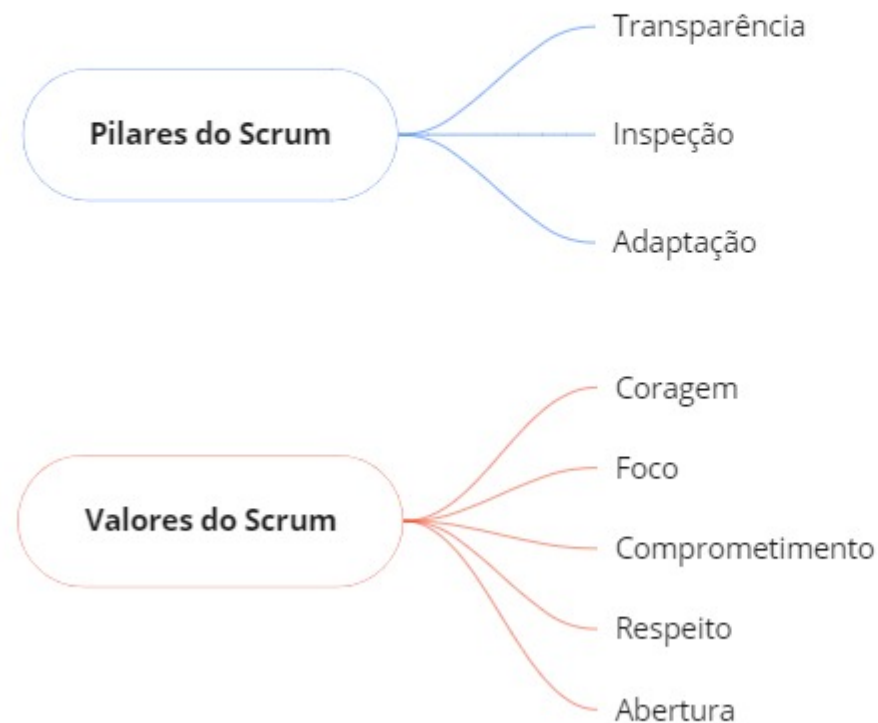 Pilares do Scrum
Transparência
Inspeção
Adaptação
Valores do Scrum
Coragem
Foco
Comprometimento
Respeito
Abertura